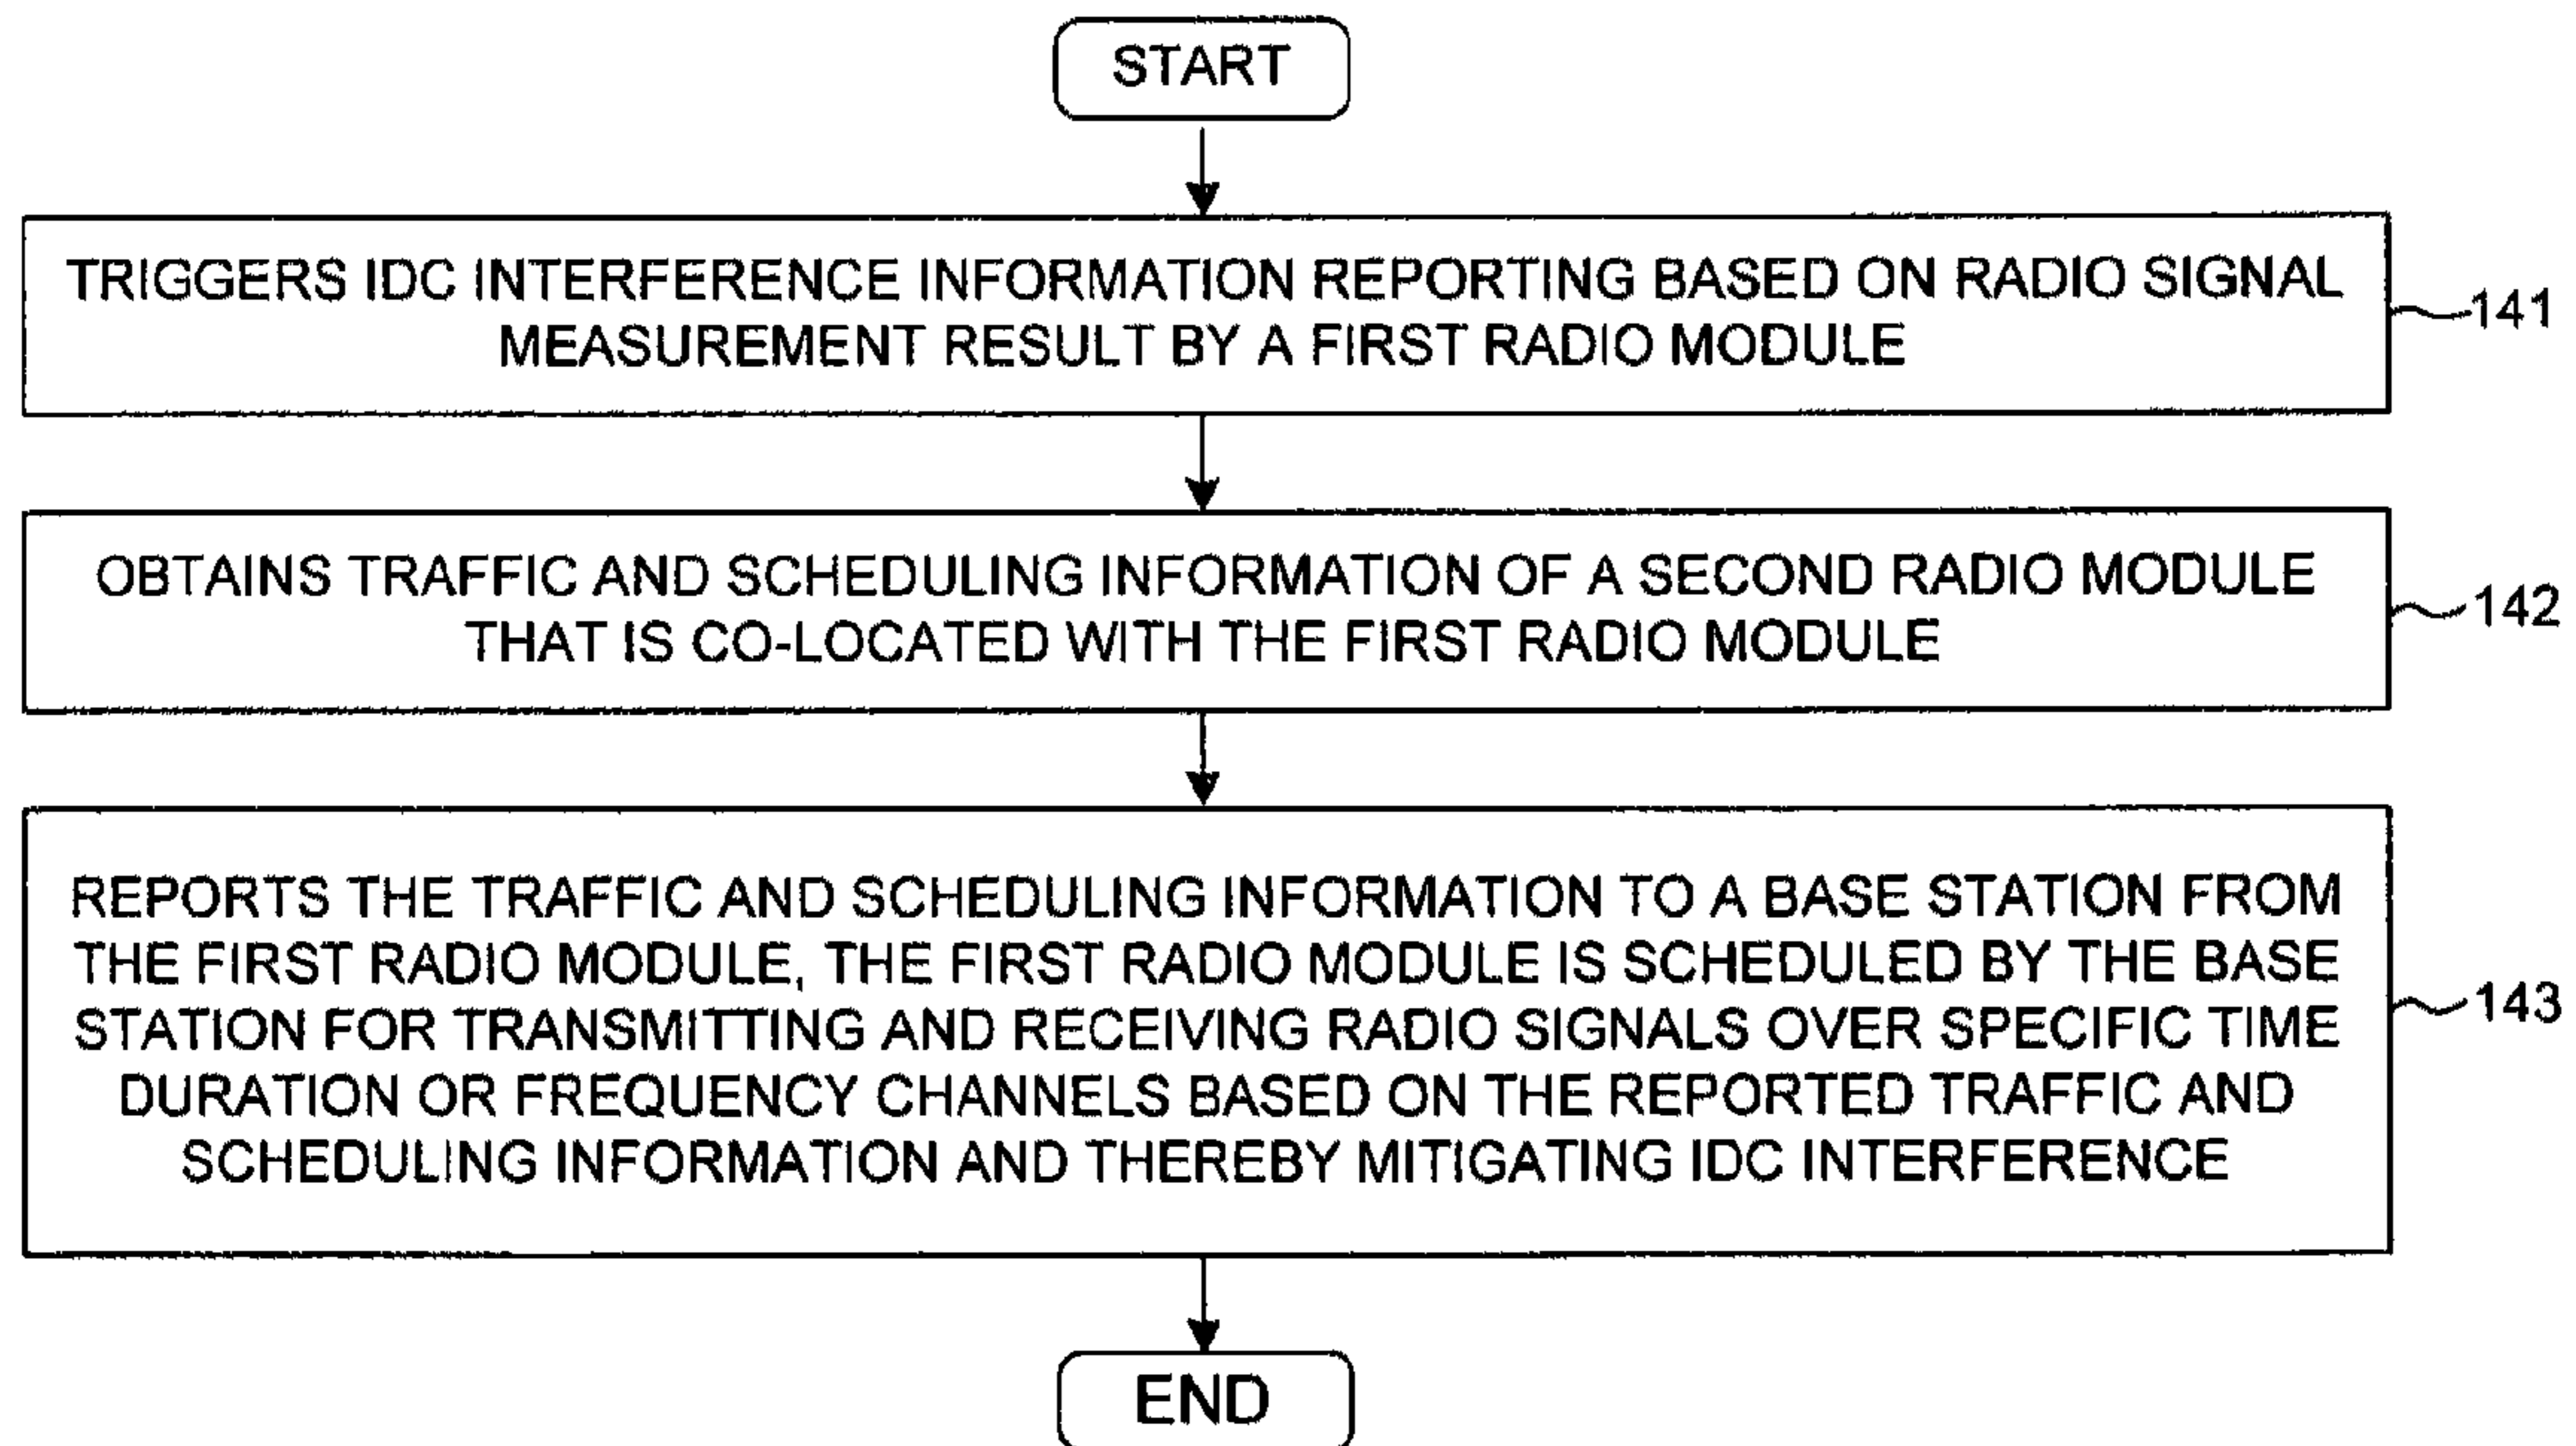 START
TRIGGERS IDC INTERFERENCE INFORMATION REPORTING BASED ON RADIO SIGNAL
MEASUREMENT RESULT BY A FIRST RADIO MODULE
141
OBTAINS TRAFFIC AND SCHEDULING INFORMATION OF A SECOND RADIO MODULE
THAT IS CO-LOCATED WITH THE FIRST RADIO MODULE
142
REPORTS THE TRAFFIC AND SCHEDULING INFORMATION TO A BASE STATION FROM
THE FIRST RADIO MODULE, THE FIRST RADIO MODULE IS SCHEDULED BY THE BASE
STATION FOR TRANSMITTING AND RECEIVING RADIO SIGNALS OVER SPECIFIC TIME
DURATION OR FREQUENCY CHANNELS BASED ON THE REPORTED TRAFFIC AND
SCHEDULING INFORMATION AND THEREBY MITIGATING IDC INTERFERENCE
143
END